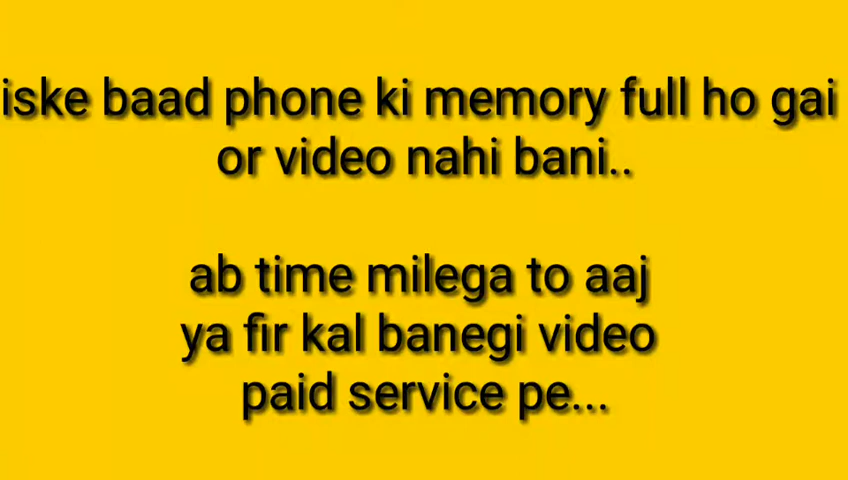 iske baad phone ki memory full ho gai
or video nahi bani..
ab time milega to aaj
ya fir kal banegi video
paid service pe...